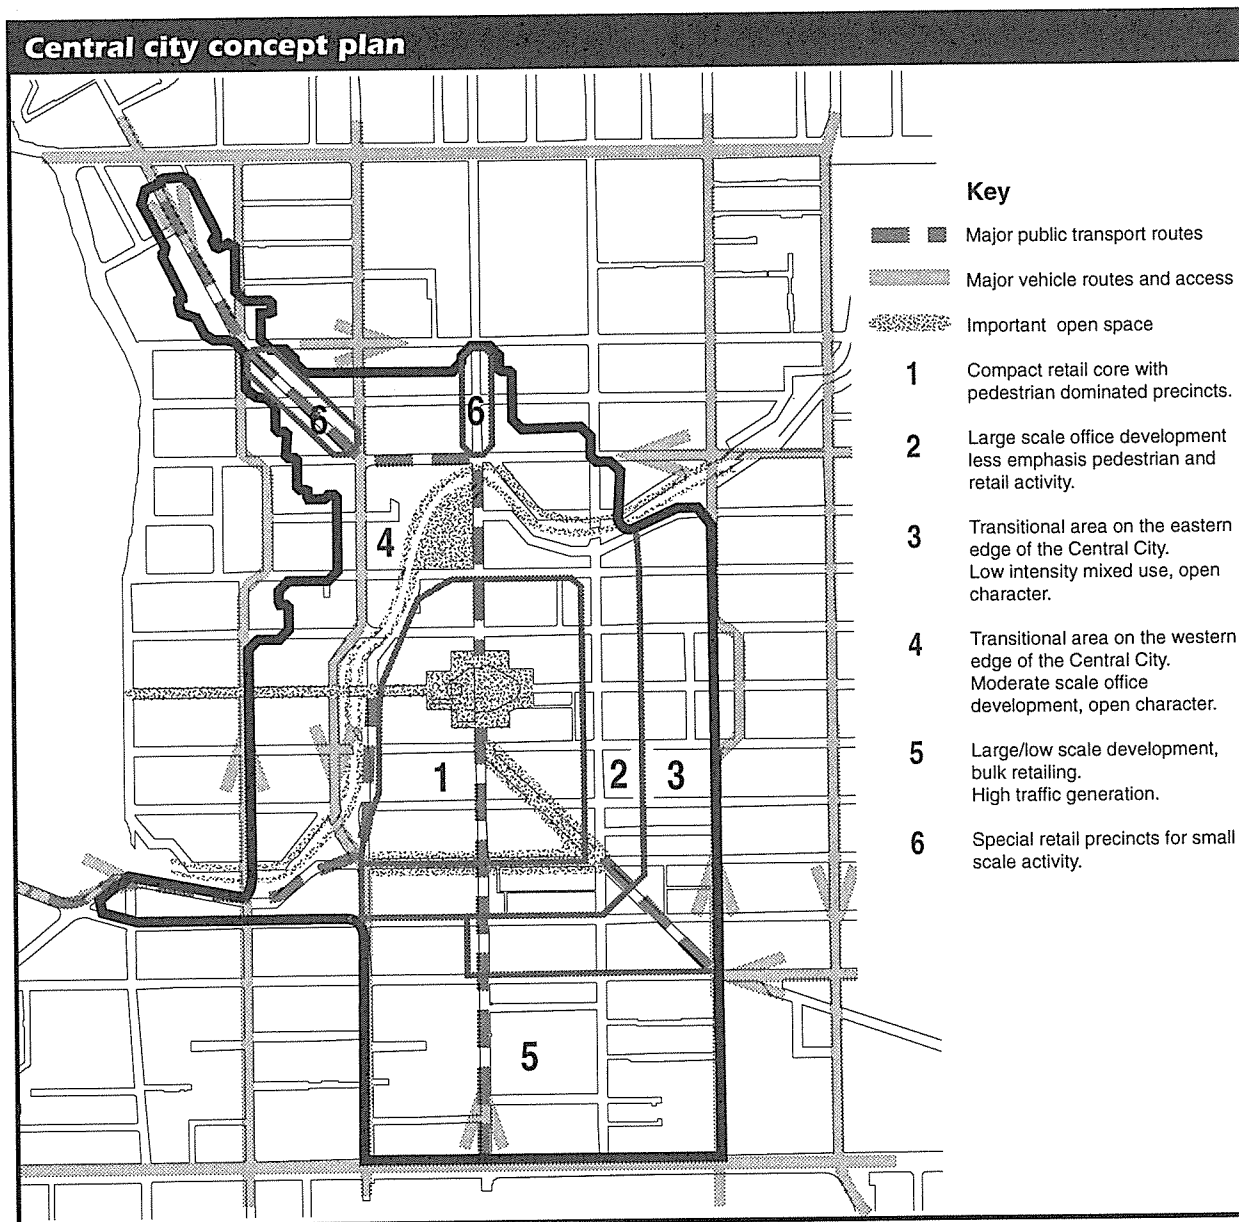 Central city concept plan
Key
Major public transport routes
Major vehicle routes and access
Important open space
1
Compact retail core with
pedestrian dominated precincts.
2
Large scale office development
less emphasis pedestrian and
retail activity.
3
Transitional area on the eastern
edge of the Central City.
Low intensity mixed use, open
character.
4
Transitional area on the western
edge of the Central City.
Moderate scale office
development, open character.
5
Large/low scale development,
bulk retailing.
High traffic generation.
6
Special retail precincts for small
scale activity.
6
6
4
1
2
3
5